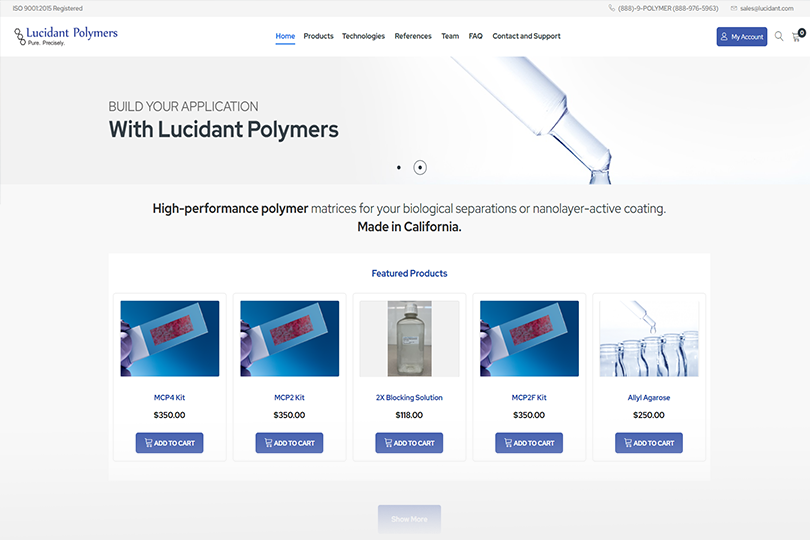 ISO 9001:2015 Registered
(888)-9-POLYMER (888-976-5963)
sales@lucidant.com
Lucidant Polymers
Pure. Precisely.
Home Products Technologies References Team FAQ Contact and Support
My Account
0
BUILD YOUR APPLICATION
With Lucidant Polymers
High-performance polymer matrices for your biological separations or nanolayer-active coating.
Made in California.
Featured Products
MCP4 Kit
$350.00
ADD TO CART
MCP2 Kit
$350.00
ADD TO CART
2X Blocking Solution
$118.00
ADD TO CART
MCP2F Kit
$350.00
ADD TO CART
Allyl Agarose
$250.00
ADD TO CART
Show More